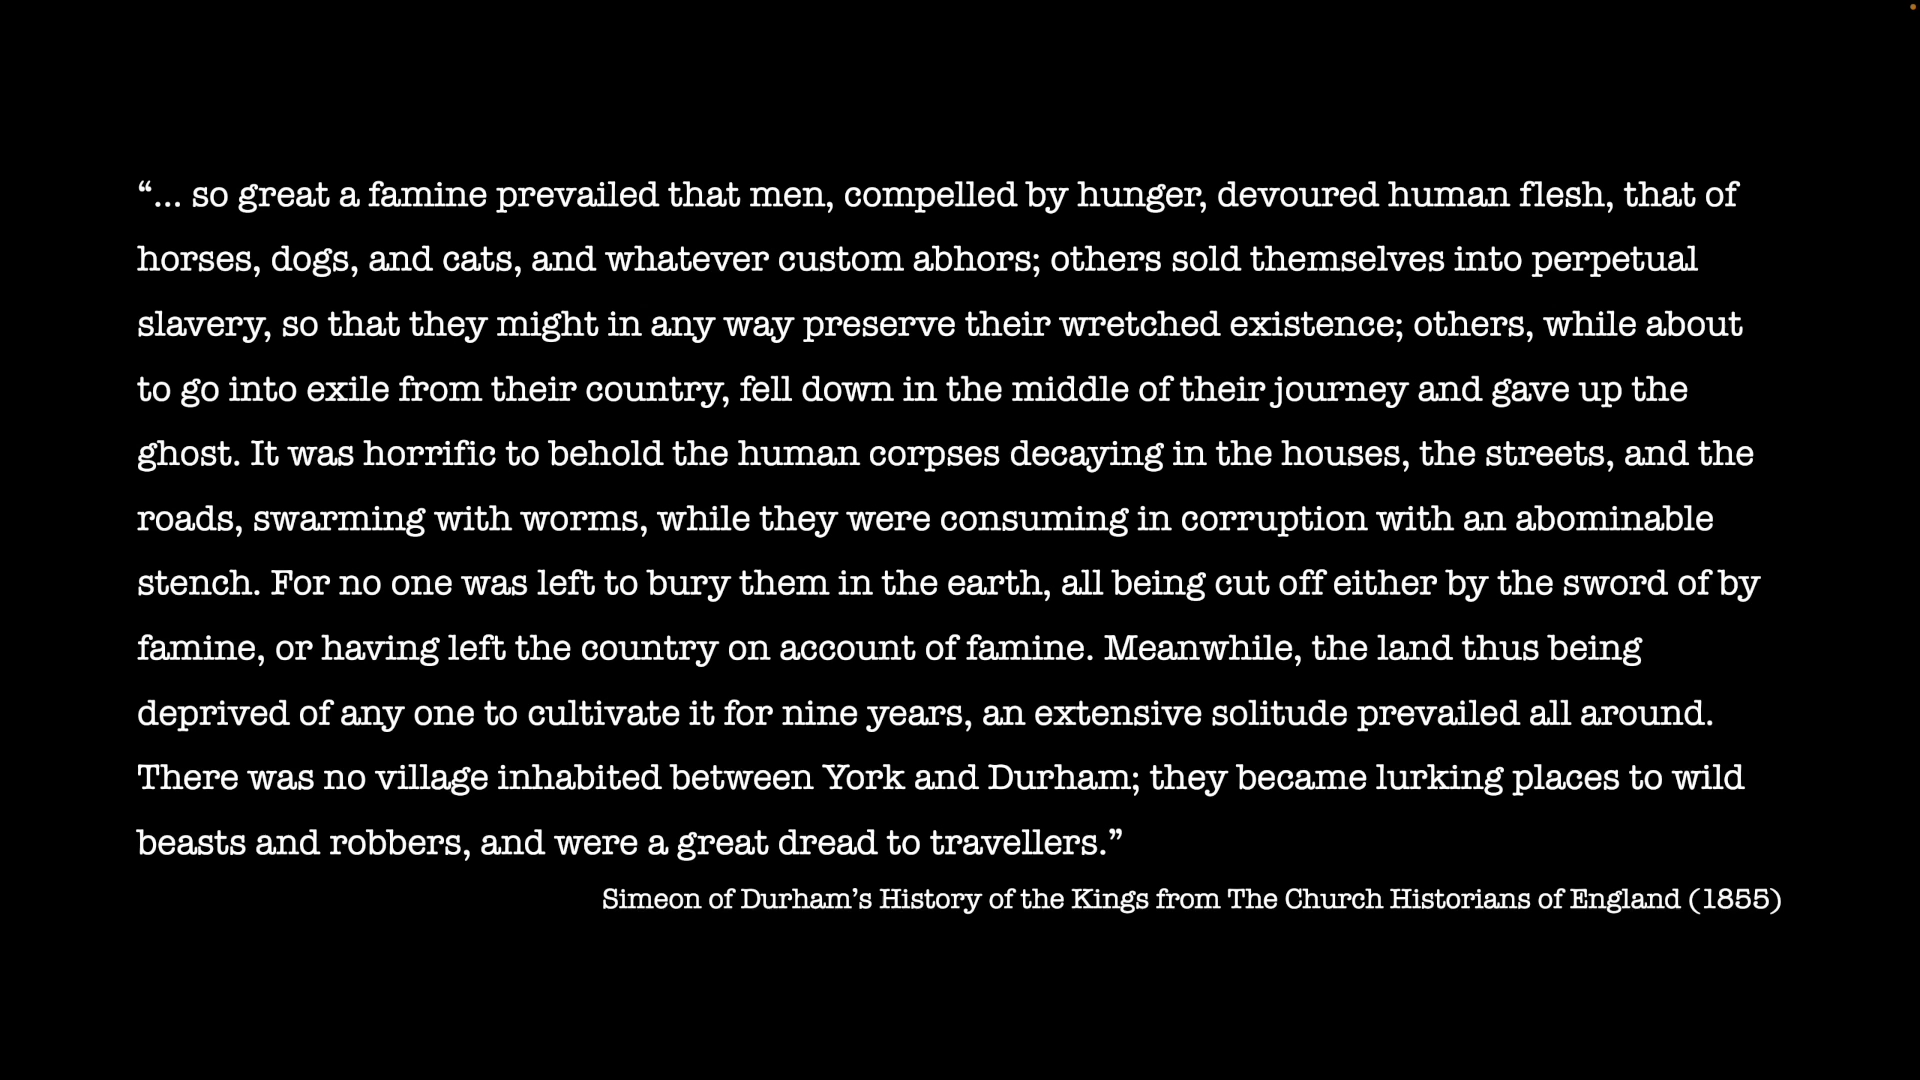 “... so great a famine prevailed that men, compelled by hunger, devoured human flesh, that of
horses, dogs, and cats, and whatever custom abhors; others sold themselves into perpetual
slavery, so that they might in any way preserve their wretched existence; others, while about
to go into exile from their country, fell down in the middle of their journey and gave up the
ghost. It was horrific to behold the human corpses decaying in the houses, the streets, and the
roads, swarming with worms, while they were consuming in corruption with an abominable
stench. For no one was left to bury them in the earth, all being cut off either by the sword of by
famine, or having left the country on account of famine. Meanwhile, the land thus being
deprived of any one to cultivate it for nine years, an extensive solitude prevailed all around.
There was no village inhabited between York and Durham; they became lurking places to wild
beasts and robbers, and were a great dread to travellers.”
Simeon of Durham’s History of the Kings from The Church Historians of England (1855)